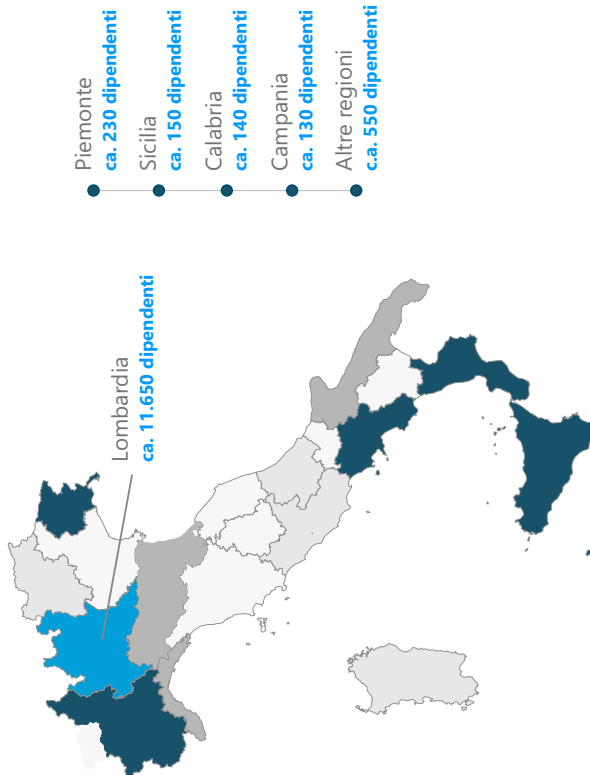 Piemonte
ca. 230 dipendenti
Sicilia
ca. 150 dipendenti
Calabria
ca. 140 dipendenti
Campania
ca. 130 dipendenti
Altre regioni
c.a. 550 dipendenti
Lombardia
ca. 11.650 dipendenti